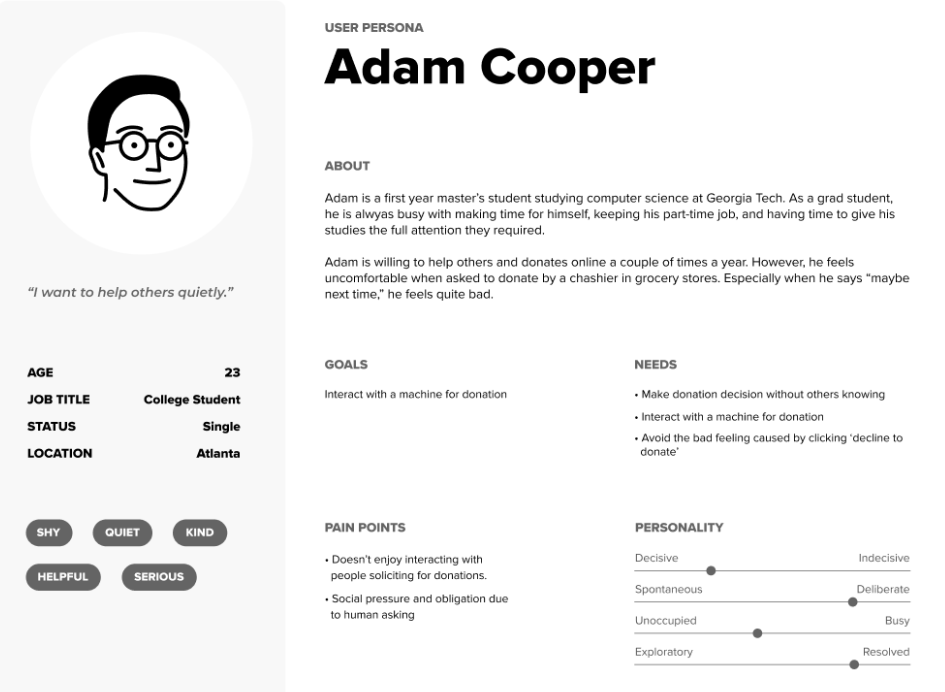 USER PERSONA
Adam Cooper
“I want to help others quietly.”
AGE 23
JOB TITLE College Student
STATUS Single
LOCATION Atlanta
SHY QUIET KIND
HELPFUL SERIOUS
ABOUT
Adam is a first year master’s student studying computer science at Georgia Tech. As a grad student,
he is alwyas busy with making time for himself, keeping his part-time job, and having time to give his
studies the full attention they required.
Adam is willing to help others and donates online a couple of times a year. However, he feels
uncomfortable when asked to donate by a chashier in grocery stores. Especially when he says “maybe
next time,” he feels quite bad.
GOALS
Interact with a machine for donation
NEEDS
• Make donation decision without others knowing
• Interact with a machine for donation
• Avoid the bad feeling caused by clicking ‘decline to
donate’
PAIN POINTS
• Doesn’t enjoy interacting with
people soliciting for donations.
• Social pressure and obligation due
to human asking
PERSONALITY
Decisive Indecisive
Spontaneous Deliberate
Unoccupied Busy
Exploratory Resolved